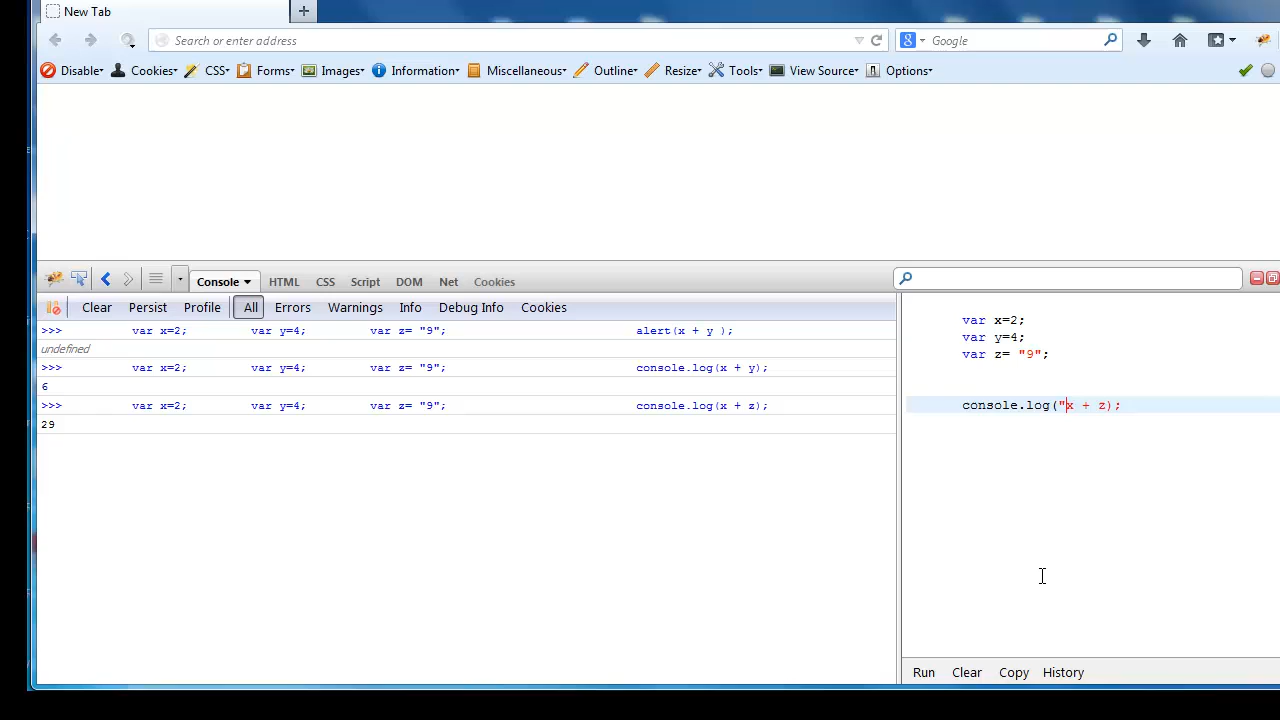 New Tab
Search or enter address
Google
Disable Cookies CSS Forms Images Information Miscellaneous Outline Resize Tools View Source Options
Console HTML CSS Script DOM Net Cookies
Clear Persist Profile All Errors Warnings Info Debug Info Cookies
>>> var x=2; var y=4; var z= "9"; alert(x + y );
undefined
>>> var x=2; var y=4; var z= "9"; console.log(x + y);
6
>>> var x=2; var y=4; var z= "9"; console.log(x + z);
29
var x=2;
var y=4;
var z= "9";
console.log("x + z);
Run Clear Copy History